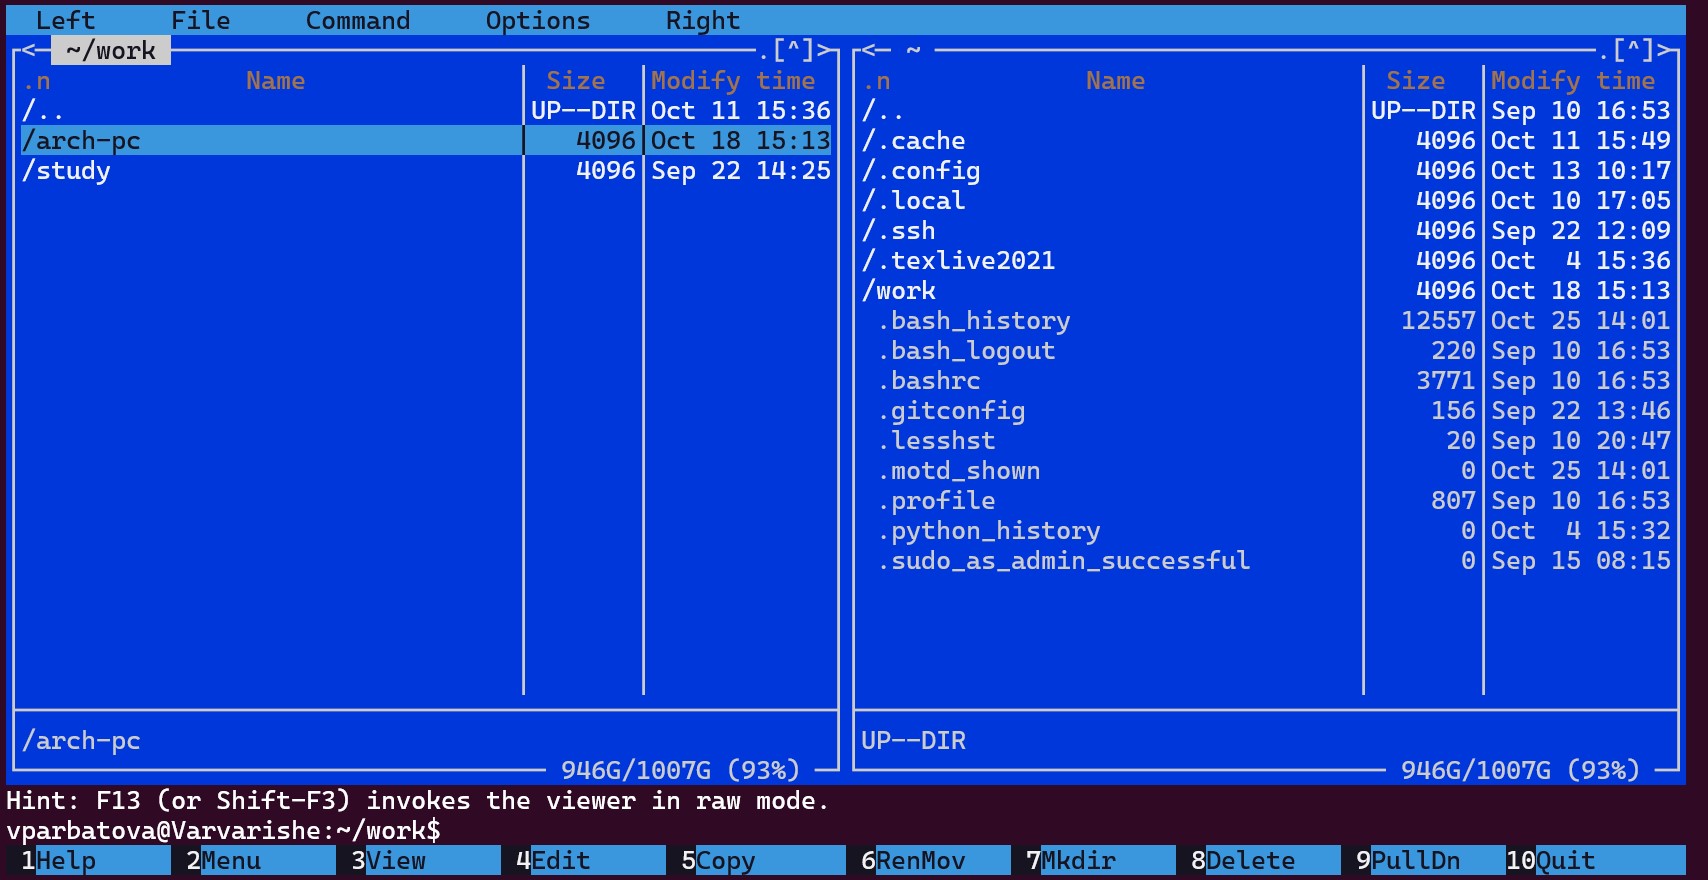 Left File Command Options Right
<─ ~/work ─.[^]>
.n Name Size Modify time
/.. UP--DIR Oct 11 15:36
/arch-pc 4096 Oct 18 15:13
/study 4096 Sep 22 14:25
/arch-pc
946G/1007G (93%)
<─ ~ ─.[^]>
.n Name Size Modify time
/.. UP--DIR Sep 10 16:53
/.cache 4096 Oct 11 15:49
/.config 4096 Oct 13 10:17
/.local 4096 Oct 10 17:05
/.ssh 4096 Sep 22 12:09
/.texlive2021 4096 Oct 4 15:36
/work 4096 Oct 18 15:13
.bash_history 12557 Oct 25 14:01
.bash_logout 220 Sep 10 16:53
.bashrc 3771 Sep 10 16:53
.gitconfig 156 Sep 22 13:46
.lesshst 20 Sep 10 20:47
.motd_shown 0 Oct 25 14:01
.profile 807 Sep 10 16:53
.python_history 0 Oct 4 15:32
.sudo_as_admin_successful 0 Sep 15 08:15
UP--DIR
946G/1007G (93%)
Hint: F13 (or Shift-F3) invokes the viewer in raw mode.
vparbatova@Varvarishe:~/work$
1Help 2Menu 3View 4Edit 5Copy 6RenMov 7Mkdir 8Delete 9PullDn 10Quit